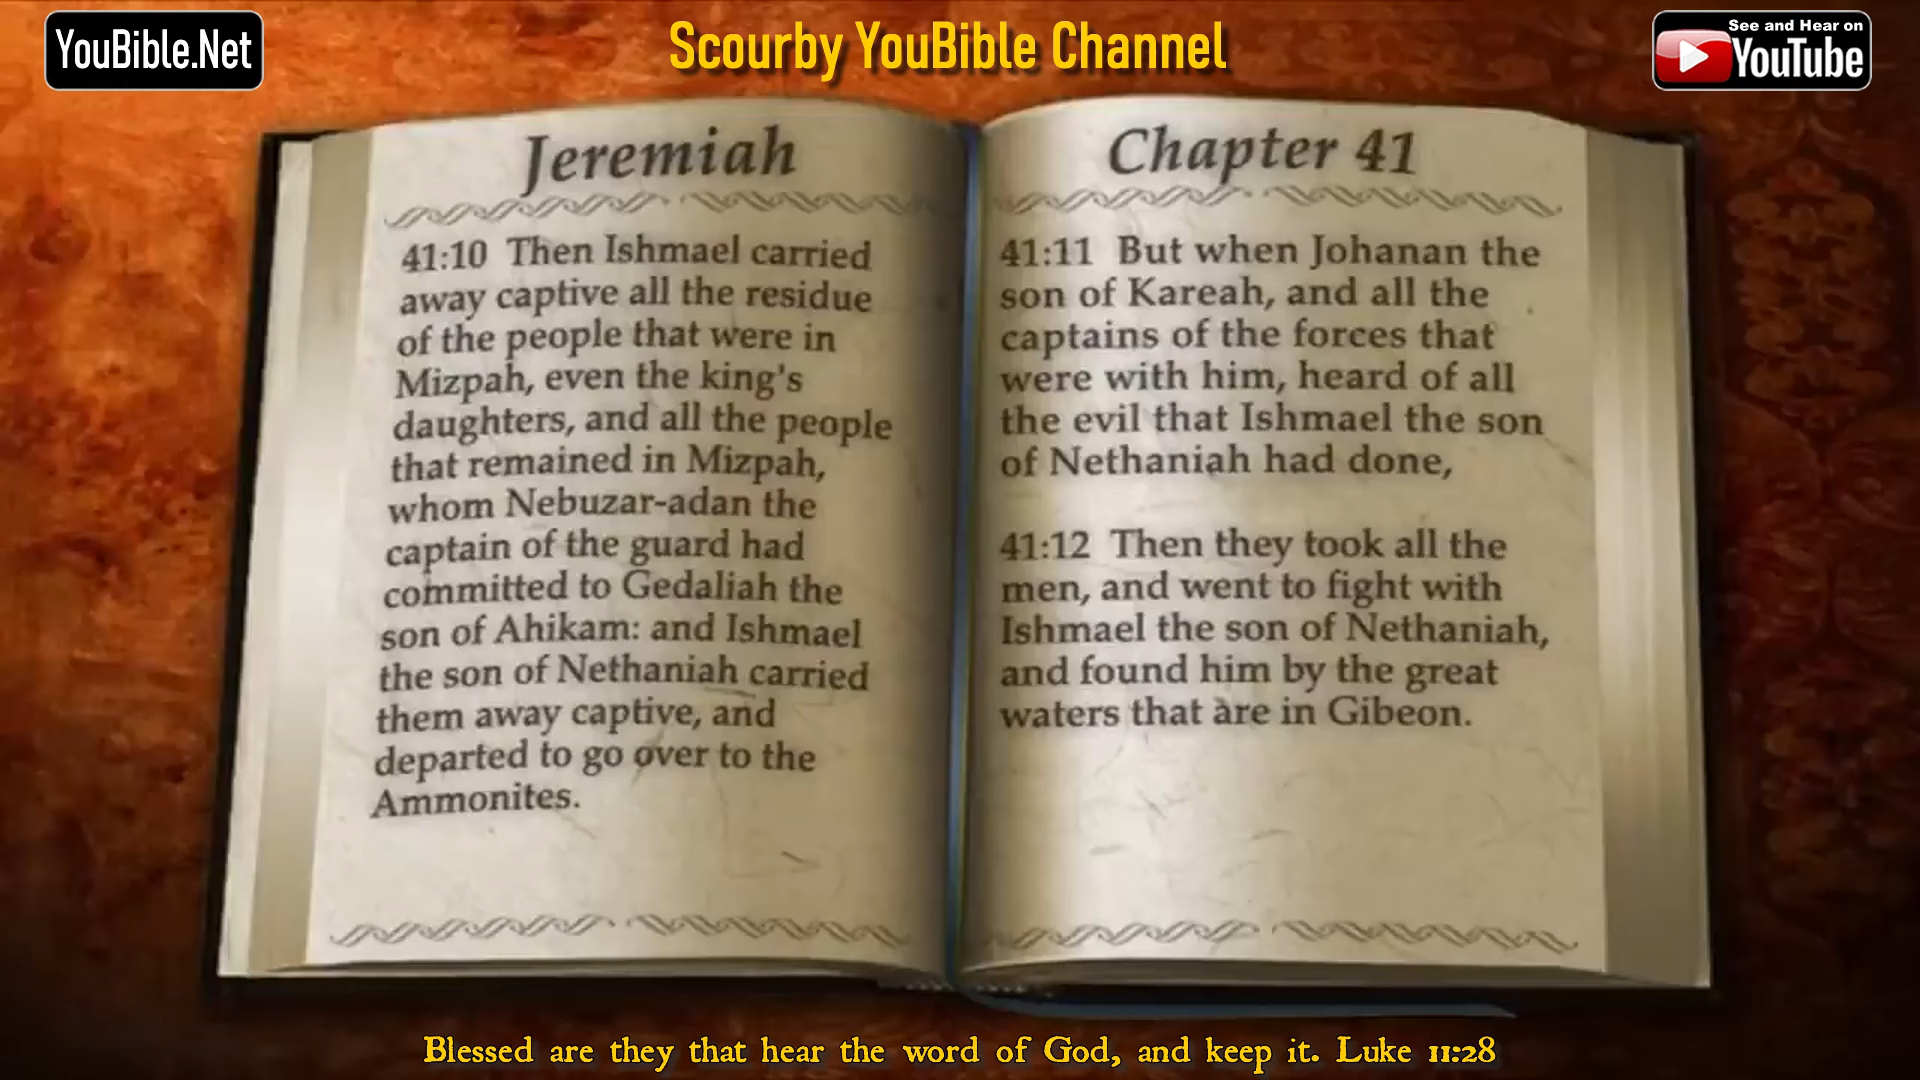 YouBible.Net
Scourby YouBible Channel
See and Hear on
YouTube
Jeremiah
41:10 Then Ishmael carried
away captive all the residue
of the people that were in
Mizpah, even the king's
daughters, and all the people
that remained in Mizpah,
whom Nebuzar-adan the
captain of the guard had
committed to Gedaliah the
son of Ahikam: and Ishmael
the son of Nethaniah carried
them away captive, and
departed to go over to the
Ammonites.
Chapter 41
41:11 But when Johanan the
son of Kareah, and all the
captains of the forces that
were with him, heard of all
the evil that Ishmael the son
of Nethaniah had done,
41:12 Then they took all the
men, and went to fight with
Ishmael the son of Nethaniah,
and found him by the great
waters that are in Gibeon.
Blessed are they that hear the word of God, and keep it. Luke 11:28